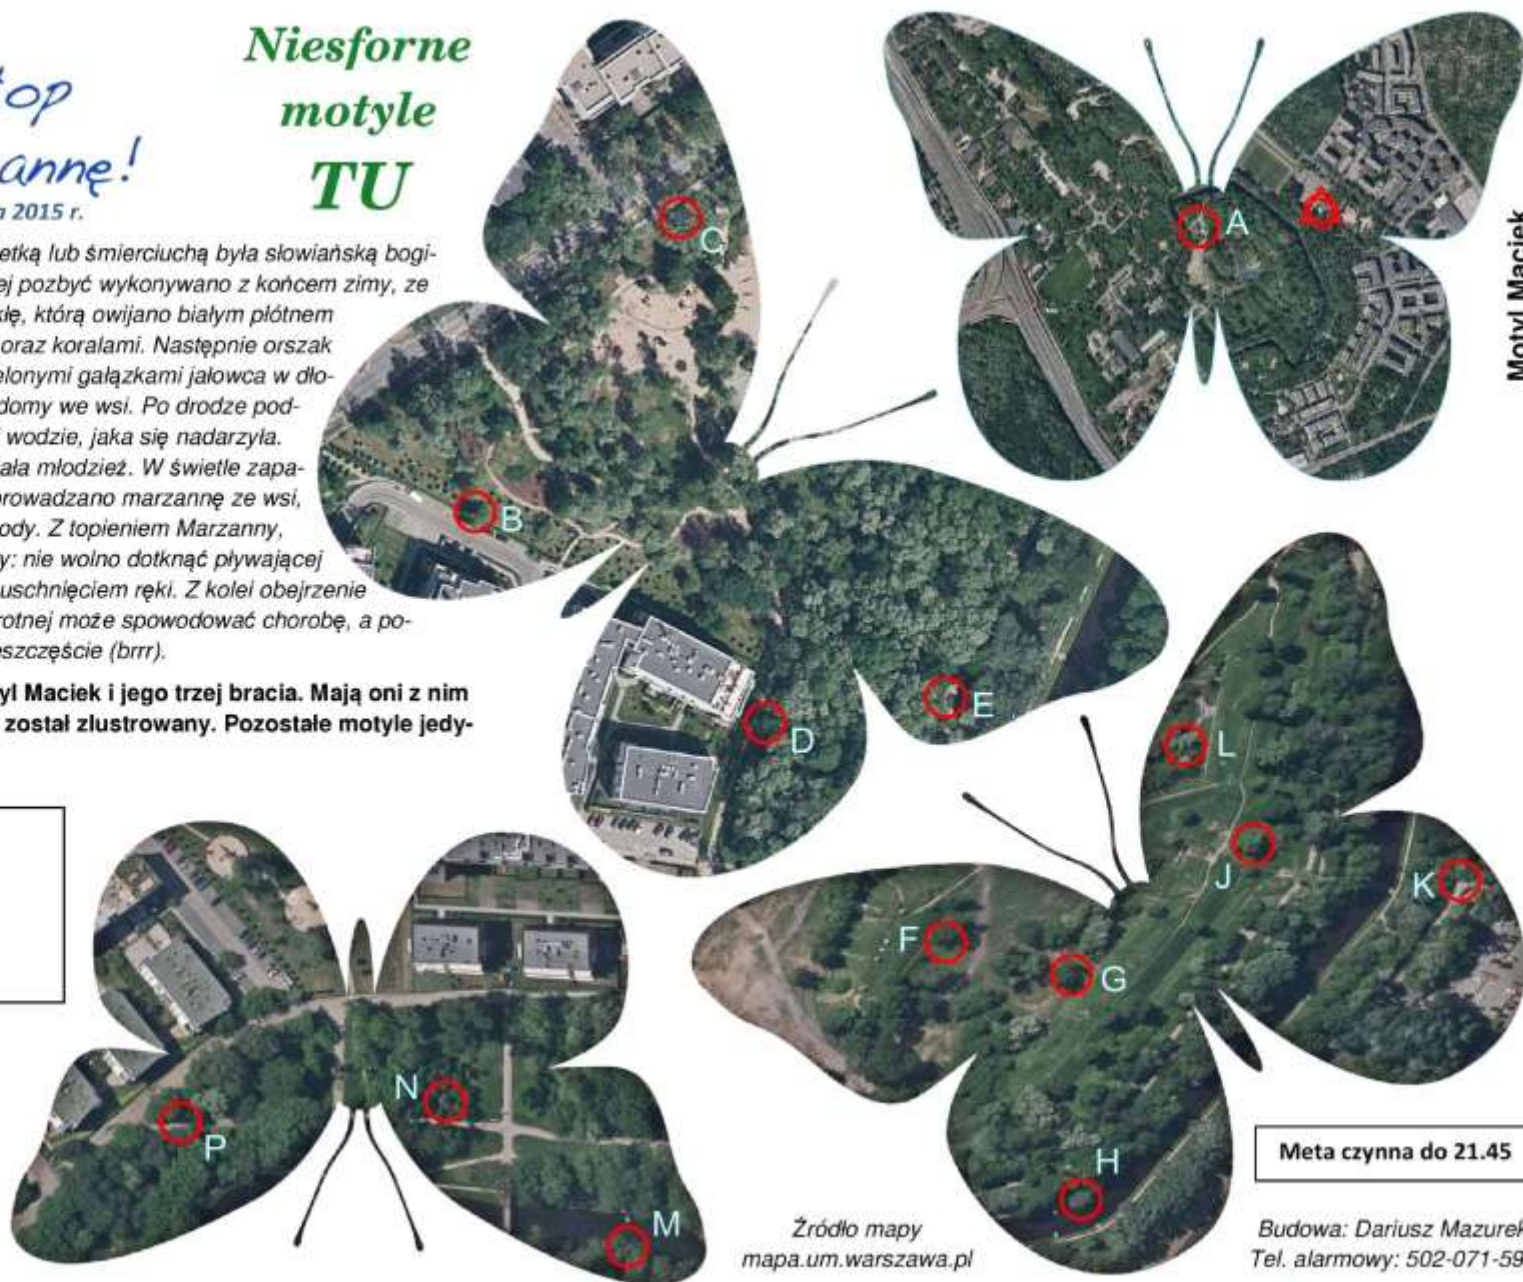 op
annę!
a 2015 r.
Niesforne
motyle
TU
etką lub śmierciuchą była słowiańską bogi-
ej pozbyć wykonywano z końcem zimy, ze
kłę, którą owijano białym płótnem
oraz koralami. Następnie orszak
elonymi gałązkami jałowca w dło-
domy we wsi. Po drodze pod-
i wodzie, jaka się nadarzyła.
ała młodzież. W świetle zapa-
prowadzano marzannę ze wsi,
ody. Z topieniem Marzanny,
y: nie wolno dotknąć pływającej
uschnięciem ręki. Z kolei obejrzenie
rotnej może spowodować chorobę, a po-
eszczęście (brrr).
yl Maciek i jego trzej bracia. Mają oni z nim
został zlustrowany. Pozostałe motyle jedy-
C
B
D
E
A
Motyl Maciek
L
J
K
F
G
H
N
P
M
Meta czynna do 21.45
Źródło mapy
mapa.um.warszawa.pl
Budowa: Dariusz Mazurek
Tel. alarmowy: 502-071-59